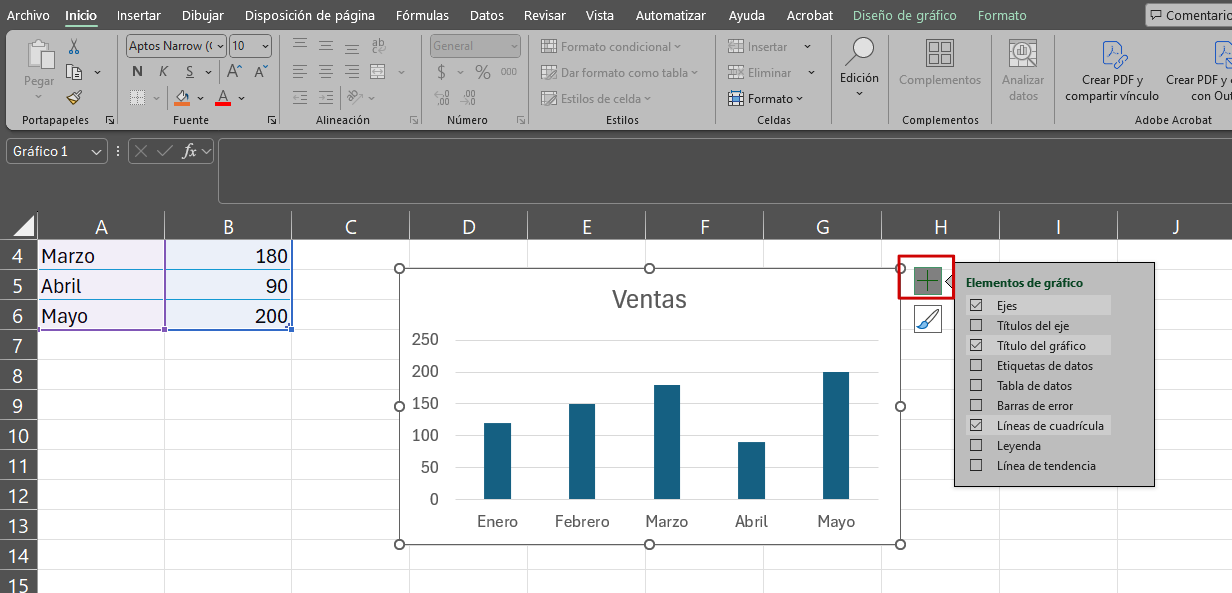 Archivo Inicio Insertar Dibujar Disposición de página Fórmulas Datos Revisar Vista Automatizar Ayuda Acrobat Diseño de gráfico Formato Comentario
Aptos Narrow (C 10 ab General Formato condicional Insertar
Pegar N K S A A $ % 000 Dar formato como tabla Eliminar Edición Complementos Analizar datos Crear PDF y compartir vínculo Crear PDF y con Out
A Estilos de celda Formato
Portapapeles Fuente Alineación Número Estilos Celdas Complementos Adobe Acrobat
Gráfico 1 fx
A B C D E F G H I J
4 Marzo 180
5 Abril 90
6 Mayo 200
7
8
9
10
11
12
13
14
15
Ventas
250
200
150
100
50
0
Enero Febrero Marzo Abril Mayo
Elementos de gráfico
Ejes
Títulos del eje
Título del gráfico
Etiquetas de datos
Tabla de datos
Barras de error
Líneas de cuadrícula
Leyenda
Línea de tendencia